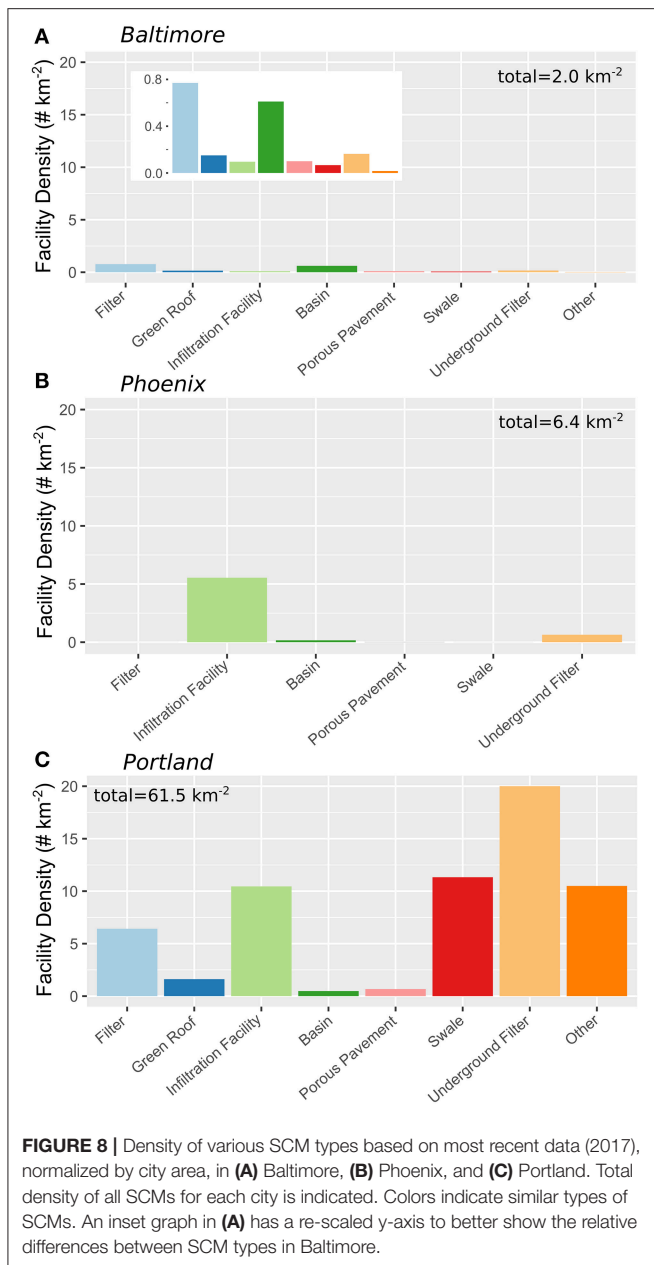 A Baltimore
total=2.0 km-2
0.8
0.4
0.0
20
15
10
5
0
Facility Density (# km-2)
Filter
Green Roof
Infiltration Facility
Basin
Porous Pavement
Swale
Underground Filter
Other
B Phoenix
total=6.4 km-2
20
15
10
5
0
Facility Density (# km-2)
Filter
Infiltration Facility
Basin
Porous Pavement
Swale
Underground Filter
C Portland
total=61.5 km-2
20
15
10
5
0
Facility Density (# km-2)
Filter
Green Roof
Infiltration Facility
Basin
Porous Pavement
Swale
Underground Filter
Other
FIGURE 8 | Density of various SCM types based on most recent data (2017),
normalized by city area, in (A) Baltimore, (B) Phoenix, and (C) Portland. Total
density of all SCMs for each city is indicated. Colors indicate similar types of
SCMs. An inset graph in (A) has a re-scaled y-axis to better show the relative
differences between SCM types in Baltimore.